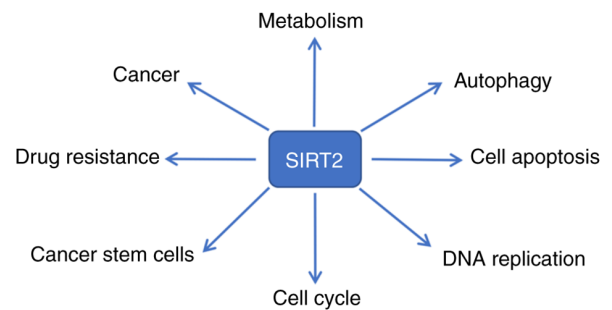 Metabolism
Cancer
Autophagy
Drug resistance
SIRT2
Cell apoptosis
Cancer stem cells
DNA replication
Cell cycle